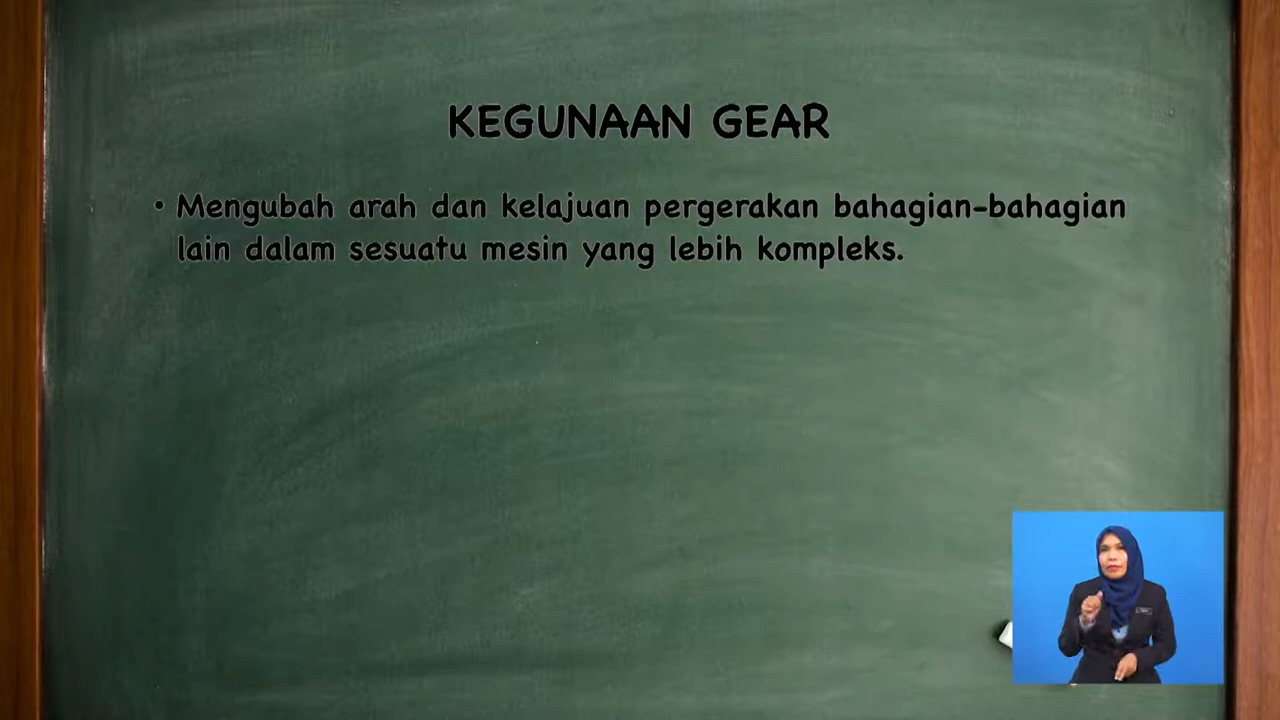 KEGUNAAN GEAR
• Mengubah arah dan kelajuan pergerakan bahagian-bahagian
lain dalam sesuatu mesin yang lebih kompleks.